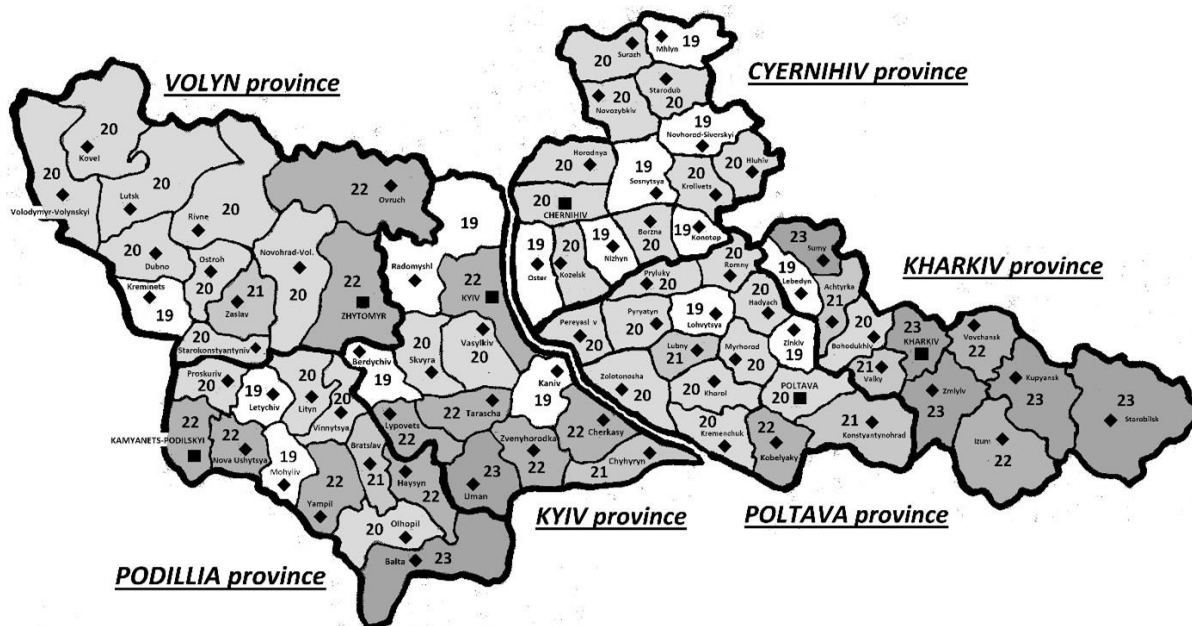 VOLYN province
CYERNIHIV province
KHARKIV province
KYIV province
POLTAVA province
PODILLIA province
20
Kovel
20
Volodymyr-Volynskyi
20
Lutsk
20
Rivne
22
Ovruch
20
Dubno
Ostroh
20
Novohrad-Vol.
20
Kreminets
19
21
Zaslav
22
ZHYTOMYR
20
Starokonstyantyniv
19
Radomyshl
22
KYIV
20
Skvyra
Vasylkiv
20
Berdychiv
19
Kaniv
19
22
Tarascha
Lypovets
22
Zvenyhorodka
22
22
Cherkasy
23
Uman
Chyhyryn
21
Proskuriv
20
19
Letychiv
20
Lityn
20
Vinnytsya
22
KAMYANETS-PODILSKYI
22
Nova Ushytsya
19
Mohyliv
Bratslav
21
22
Yampil
Haysyn
22
20
Olhopil
Balta
23
20
Surazh
Mhlyn
19
Starodub
20
20
Novozybkiv
19
Novhorod-Siverskyi
Horodnya
20
19
Sosnytsya
20
Krolivets
20
Hluhiv
20
CHERNIHIV
Borzna
20
19
Konotop
19
Nizhyn
19
Oster
20
Kozelsk
Pryluky
20
20
Romny
Pereyasl v
20
Pyryatyn
20
19
Lohvytsya
20
Hadyach
Zinkiv
19
Lubny
21
Myrhorod
20
Zolotonosha
20
20
Khorol
POLTAVA
20
20
Kremenchuk
22
Kobelyaky
21
Konstyantynohrad
23
Sumy
19
Lebedyn
Achtyrka
21
20
Bohodukhiv
23
KHARKIV
21
Valky
Vovchansk
22
Zmiyiv
23
Kupyansk
23
Izum
22
23
Starobilsk